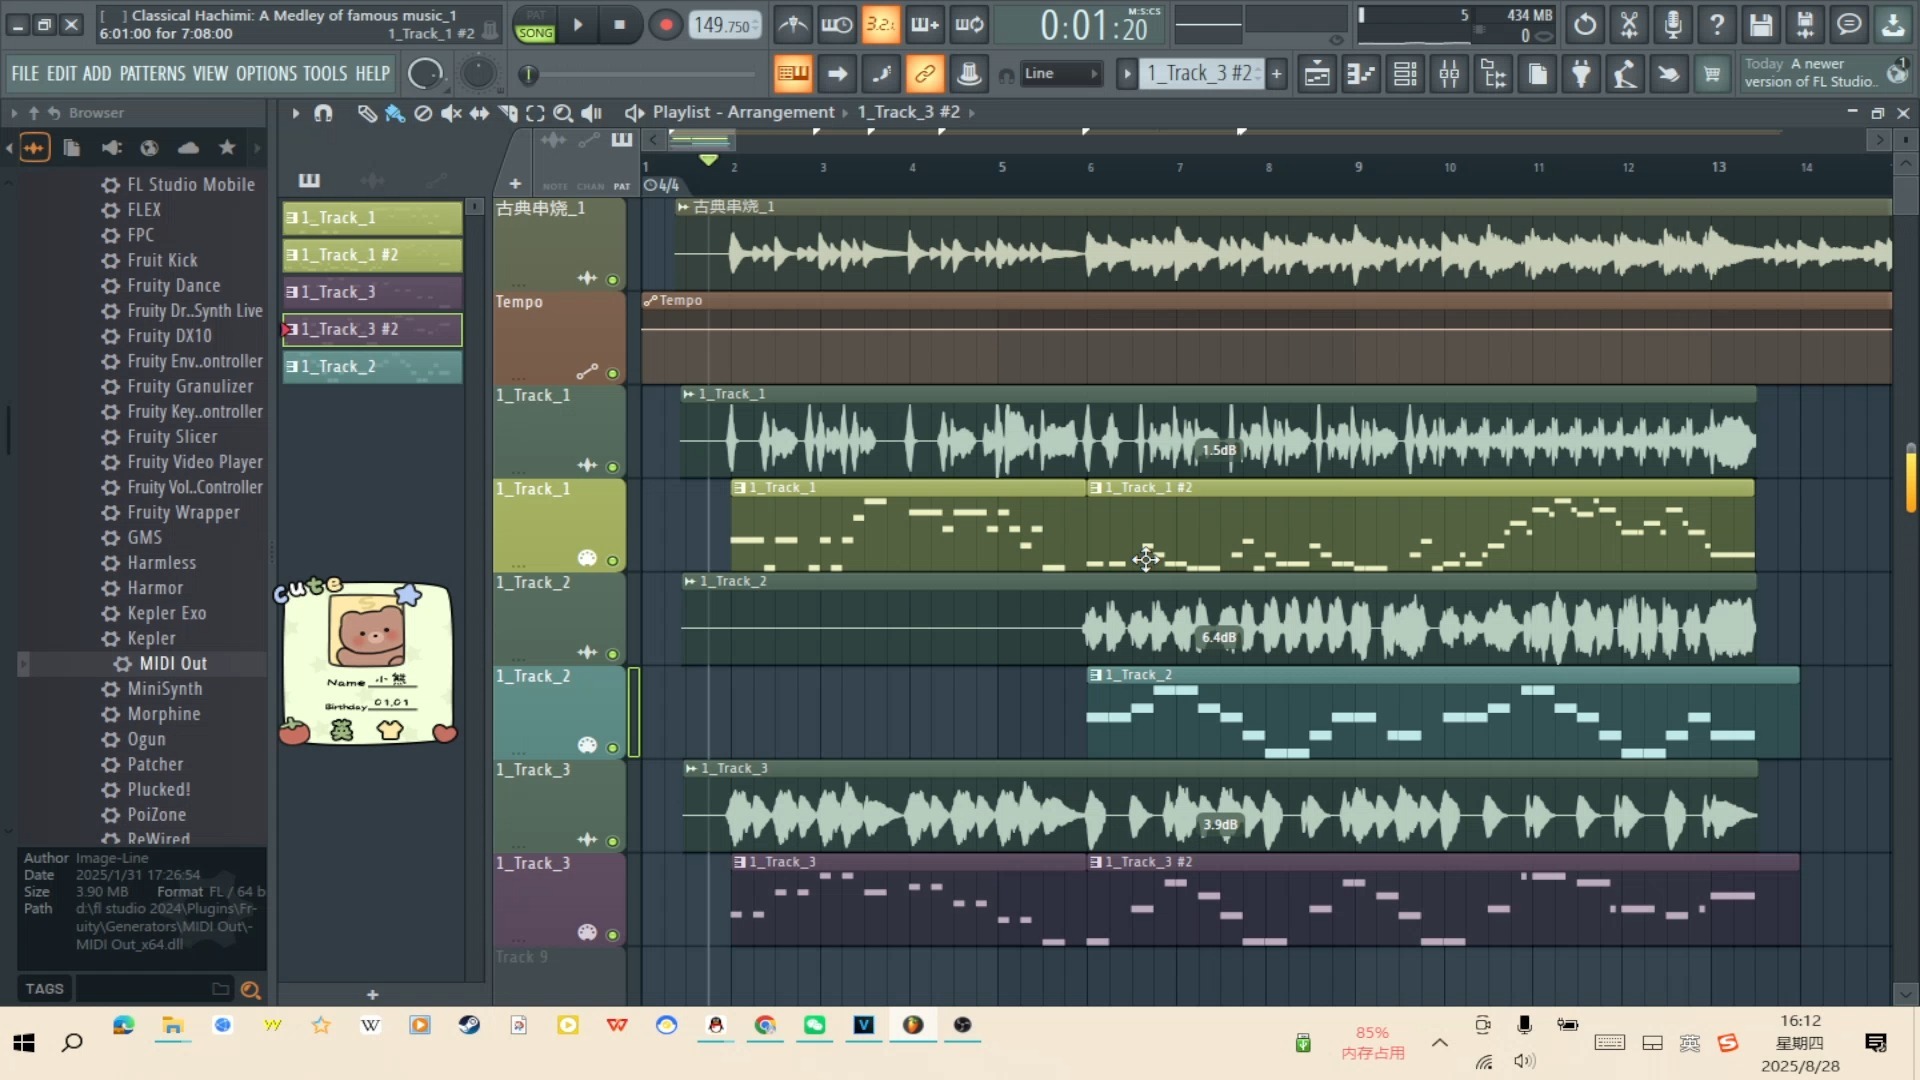 [ ] Classical Hachimi: A Medley of famous music_1
6:01:00 for 7:08:00
1_Track_1 #2
PAT
SONG
149.750
3.2.
0:01:20
M:S:CS
5
434 MB
0
FILE EDIT ADD PATTERNS VIEW OPTIONS TOOLS HELP
Line
1_Track_3 #2
Today A newer
version of FL Studio..
Browser
Playlist - Arrangement
1_Track_3 #2
NOTE CHAN PAT
1 2 3 4 5 6 7 8 9 10 11 12 13 14
4/4
FL Studio Mobile
FLEX
FPC
Fruit Kick
Fruity Dance
Fruity Dr..Synth Live
Fruity DX10
Fruity Env..ontroller
Fruity Granulizer
Fruity Key..ontroller
Fruity Slicer
Fruity Video Player
Fruity Vol..Controller
Fruity Wrapper
GMS
Harmless
Harmor
Kepler Exo
Kepler
MIDI Out
MiniSynth
Morphine
Ogun
Patcher
Plucked!
PoiZone
ReWired
Author Image-Line
Date 2025/1/31 17:26:54
Size 3.90 MB Format FL / 64 b
Path d:\fl studio 2024\Plugins\Fr-
uity\Generators\MIDI Out\-
MIDI Out_x64.dll
TAGS
1_Track_1
1_Track_1 #2
1_Track_3
1_Track_3 #2
1_Track_2
cute
Name 小熊
Birthday 01.01
古典串烧_1
古典串烧_1
Tempo
Tempo
1_Track_1
1_Track_1
1.5dB
1_Track_1
1_Track_1
1_Track_1 #2
1_Track_2
1_Track_2
6.4dB
1_Track_2
1_Track_2
1_Track_3
1_Track_3
3.9dB
1_Track_3
1_Track_3
1_Track_3 #2
Track 9
85%
内存占用
英
16:12
星期四
2025/8/28